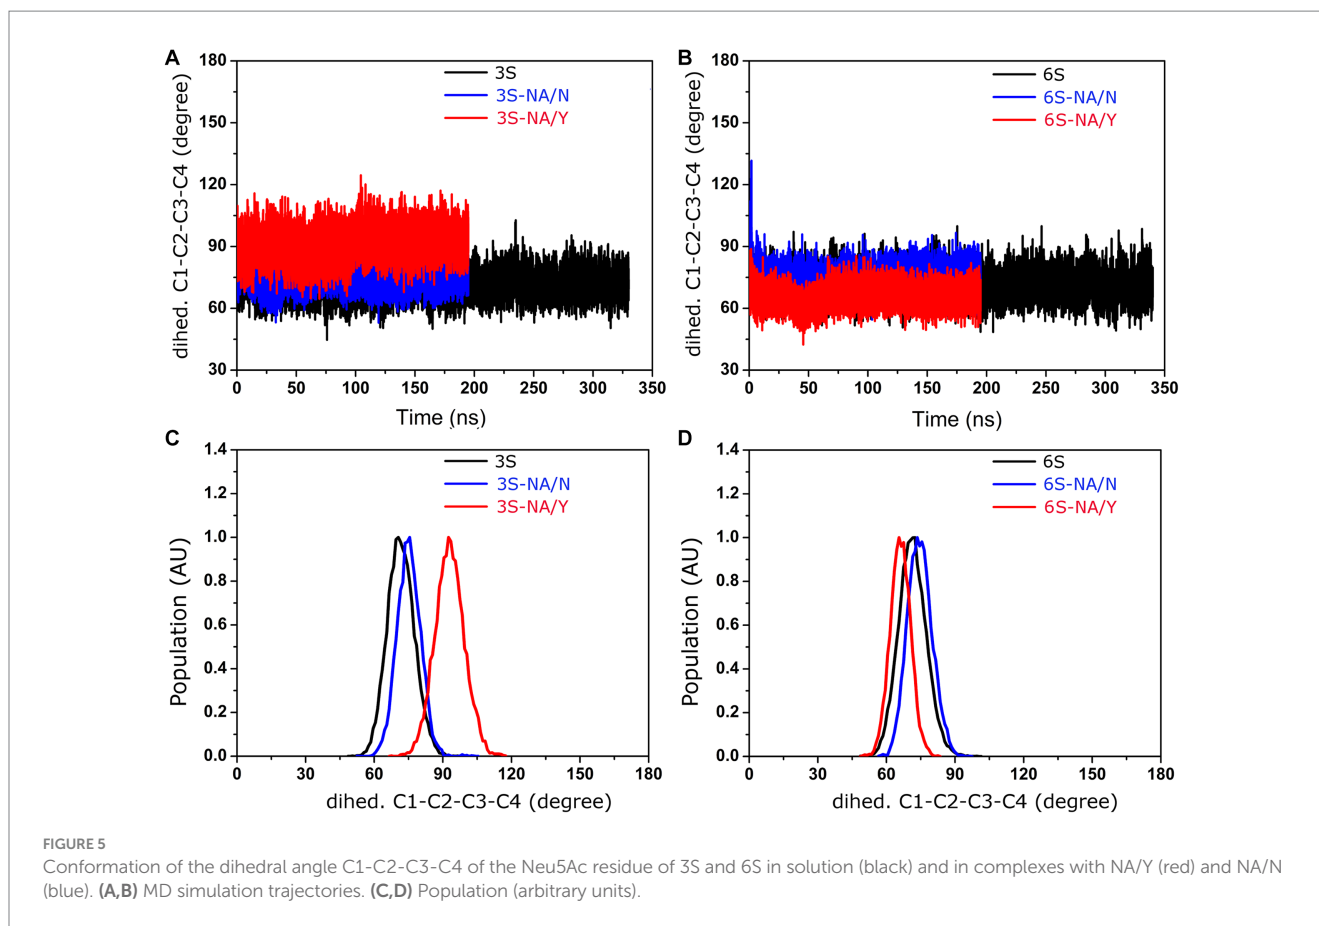 A
180
150
120
90
60
30
dihed. C1-C2-C3-C4 (degree)
3S
3S-NA/N
3S-NA/Y
0 50 100 150 200 250 300 350
Time (ns)
B
180
150
120
90
60
30
dihed. C1-C2-C3-C4 (degree)
6S
6S-NA/N
6S-NA/Y
0 50 100 150 200 250 300 350
Time (ns)
C
1.4
1.2
1.0
0.8
0.6
0.4
0.2
0.0
Population (AU)
3S
3S-NA/N
3S-NA/Y
0 30 60 90 120 150 180
dihed. C1-C2-C3-C4 (degree)
D
1.4
1.2
1.0
0.8
0.6
0.4
0.2
0.0
Population (AU)
6S
6S-NA/N
6S-NA/Y
0 30 60 90 120 150 180
dihed. C1-C2-C3-C4 (degree)
FIGURE 5
Conformation of the dihedral angle C1-C2-C3-C4 of the Neu5Ac residue of 3S and 6S in solution (black) and in complexes with NA/Y (red) and NA/N
(blue). (A,B) MD simulation trajectories. (C,D) Population (arbitrary units).